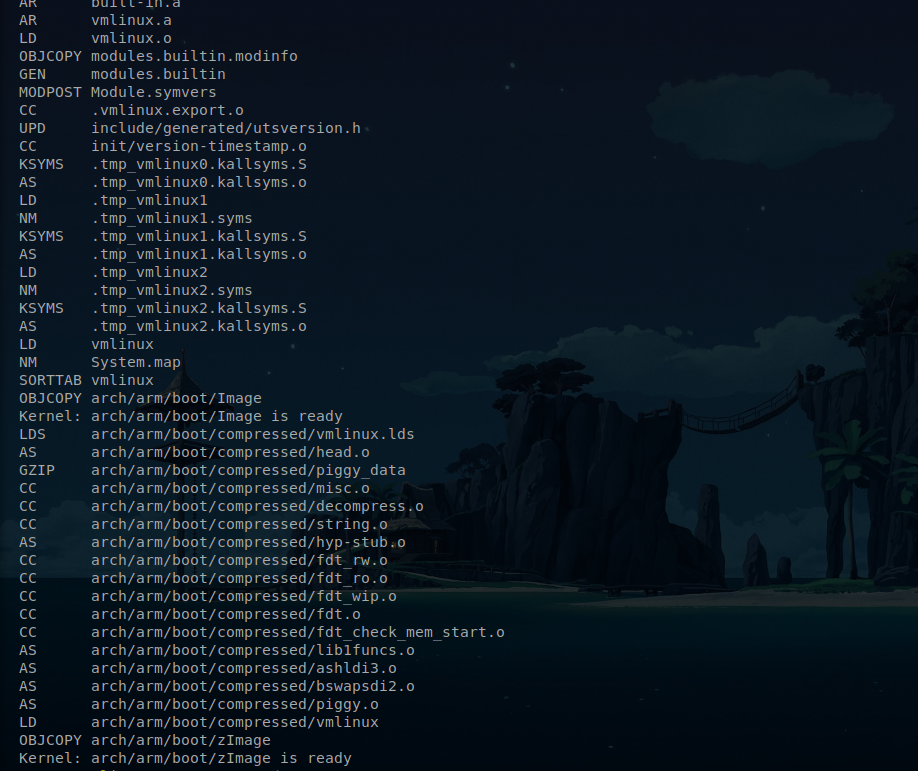 AR      built-in.a
AR      vmlinux.a
LD      vmlinux.o
OBJCOPY modules.builtin.modinfo
GEN     modules.builtin
MODPOST Module.symvers
CC      .vmlinux.export.o
UPD     include/generated/utsversion.h
CC      init/version-timestamp.o
KSYMS   .tmp_vmlinux0.kallsyms.S
AS      .tmp_vmlinux0.kallsyms.o
LD      .tmp_vmlinux1
NM      .tmp_vmlinux1.syms
KSYMS   .tmp_vmlinux1.kallsyms.S
AS      .tmp_vmlinux1.kallsyms.o
LD      .tmp_vmlinux2
NM      .tmp_vmlinux2.syms
KSYMS   .tmp_vmlinux2.kallsyms.S
AS      .tmp_vmlinux2.kallsyms.o
LD      vmlinux
NM      System.map
SORTTAB vmlinux
OBJCOPY arch/arm/boot/Image
Kernel: arch/arm/boot/Image is ready
LDS     arch/arm/boot/compressed/vmlinux.lds
AS      arch/arm/boot/compressed/head.o
GZIP    arch/arm/boot/compressed/piggy_data
CC      arch/arm/boot/compressed/misc.o
CC      arch/arm/boot/compressed/decompress.o
CC      arch/arm/boot/compressed/string.o
AS      arch/arm/boot/compressed/hyp-stub.o
CC      arch/arm/boot/compressed/fdt_rw.o
CC      arch/arm/boot/compressed/fdt_ro.o
CC      arch/arm/boot/compressed/fdt_wip.o
CC      arch/arm/boot/compressed/fdt.o
CC      arch/arm/boot/compressed/fdt_check_mem_start.o
AS      arch/arm/boot/compressed/lib1funcs.o
AS      arch/arm/boot/compressed/ashldi3.o
AS      arch/arm/boot/compressed/bswapsdi2.o
AS      arch/arm/boot/compressed/piggy.o
LD      arch/arm/boot/compressed/vmlinux
OBJCOPY arch/arm/boot/zImage
Kernel: arch/arm/boot/zImage is ready